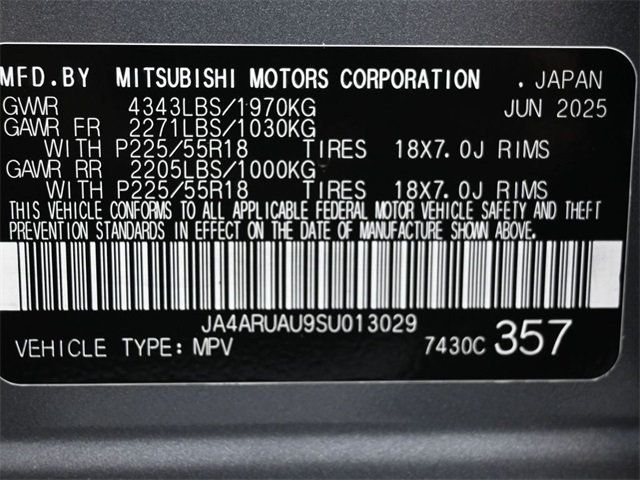 MFD.BY MITSUBISHI MOTORS CORPORATION . JAPAN
GVWR 4343LBS/1970KG JUN 2025
GAWR FR 2271LBS/1030KG
WITH P225/55R18 TIRES 18X7.0J RIMS
GAWR RR 2205LBS/1000KG
WITH P225/55R18 TIRES 18X7.0J RIMS
THIS VEHICLE CONFORMS TO ALL APPLICABLE FEDERAL MOTOR VEHICLE SAFETY AND THEFT
PREVENTION STANDARDS IN EFFECT ON THE DATE OF MANUFACTURE SHOWN ABOVE.
JA4ARUAU9SU013029
VEHICLE TYPE: MPV 7430C 357